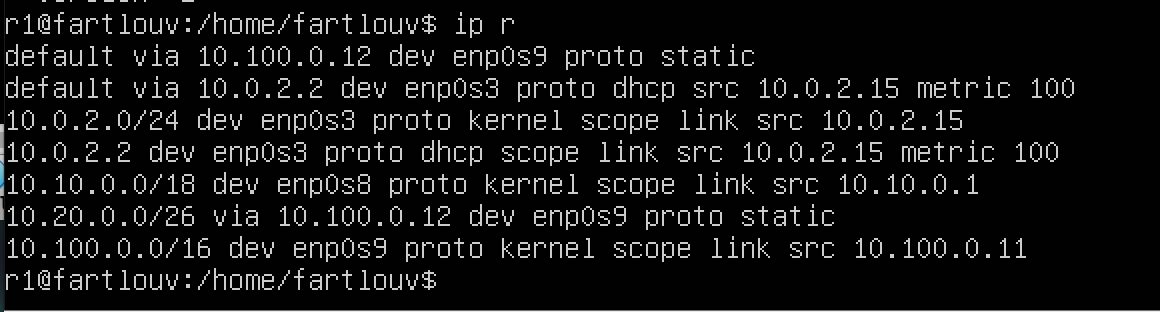 r1@fartlouv:/home/fartlouv$ ip r
default via 10.100.0.12 dev enp0s9 proto static
default via 10.0.2.2 dev enp0s3 proto dhcp src 10.0.2.15 metric 100
10.0.2.0/24 dev enp0s3 proto kernel scope link src 10.0.2.15
10.0.2.2 dev enp0s3 proto dhcp scope link src 10.0.2.15 metric 100
10.10.0.0/18 dev enp0s8 proto kernel scope link src 10.10.0.1
10.20.0.0/26 via 10.100.0.12 dev enp0s9 proto static
10.100.0.0/16 dev enp0s9 proto kernel scope link src 10.100.0.11
r1@fartlouv:/home/fartlouv$